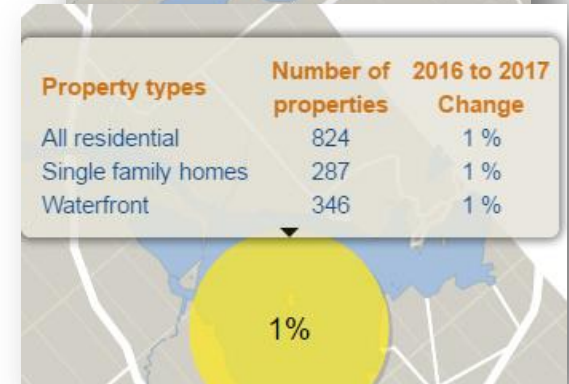 Property types Number of properties 2016 to 2017 Change
All residential 824 1 %
Single family homes 287 1 %
Waterfront 346 1 %
1%